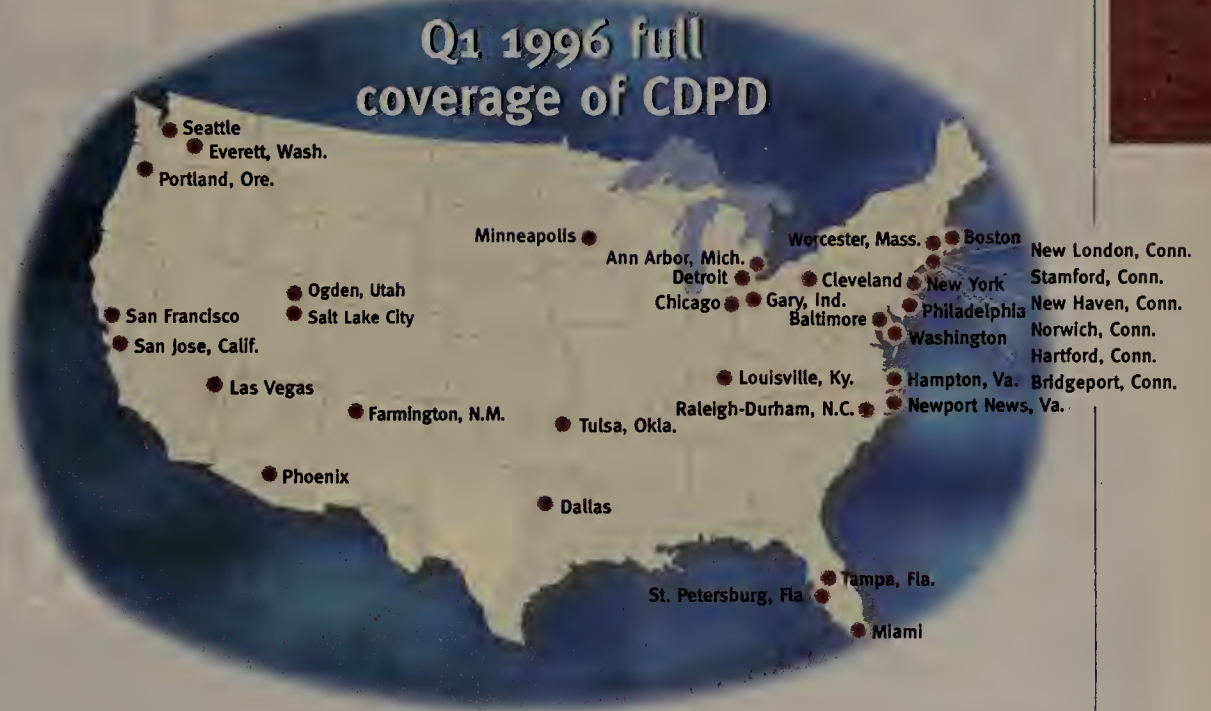 Q1 1996 full
coverage of CDPD
Seattle
Everett, Wash.
Portland, Ore.
Minneapolis
Worcester, Mass.
Boston
Ann Arbor, Mich.
New London, Conn.
Detroit
Cleveland
New York
Stamford, Conn.
Ogden, Utah
Chicago
Gary, Ind.
New Haven, Conn.
San Francisco
Salt Lake City
Baltimore
Philadelphia
Norwich, Conn.
San Jose, Calif.
Washington
Hartford, Conn.
Las Vegas
Louisville, Ky.
Hampton, Va.
Bridgeport, Conn.
Farmington, N.M.
Raleigh-Durham, N.C.
Newport News, Va.
Tulsa, Okla.
Phoenix
Dallas
Tampa, Fla.
St. Petersburg, Fla
Miami